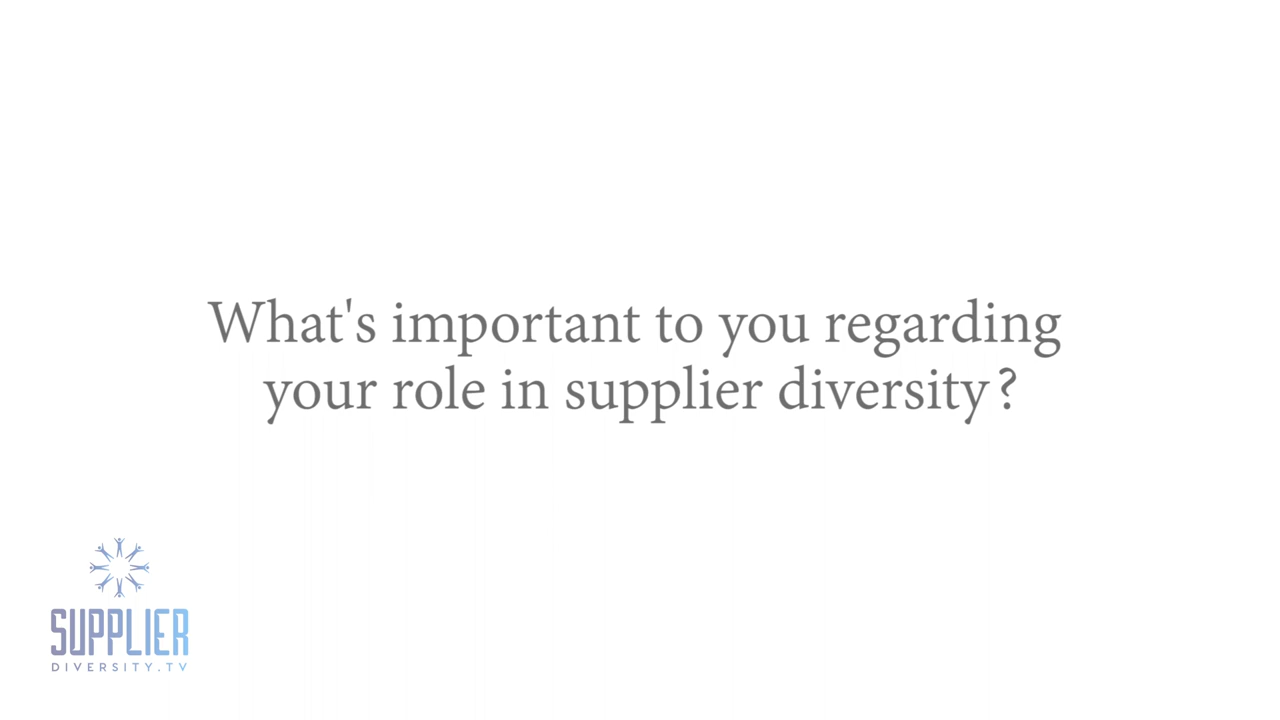 What's important to you regarding
your role in supplier diversity?
SUPPLIER
DIVERSITY.TV